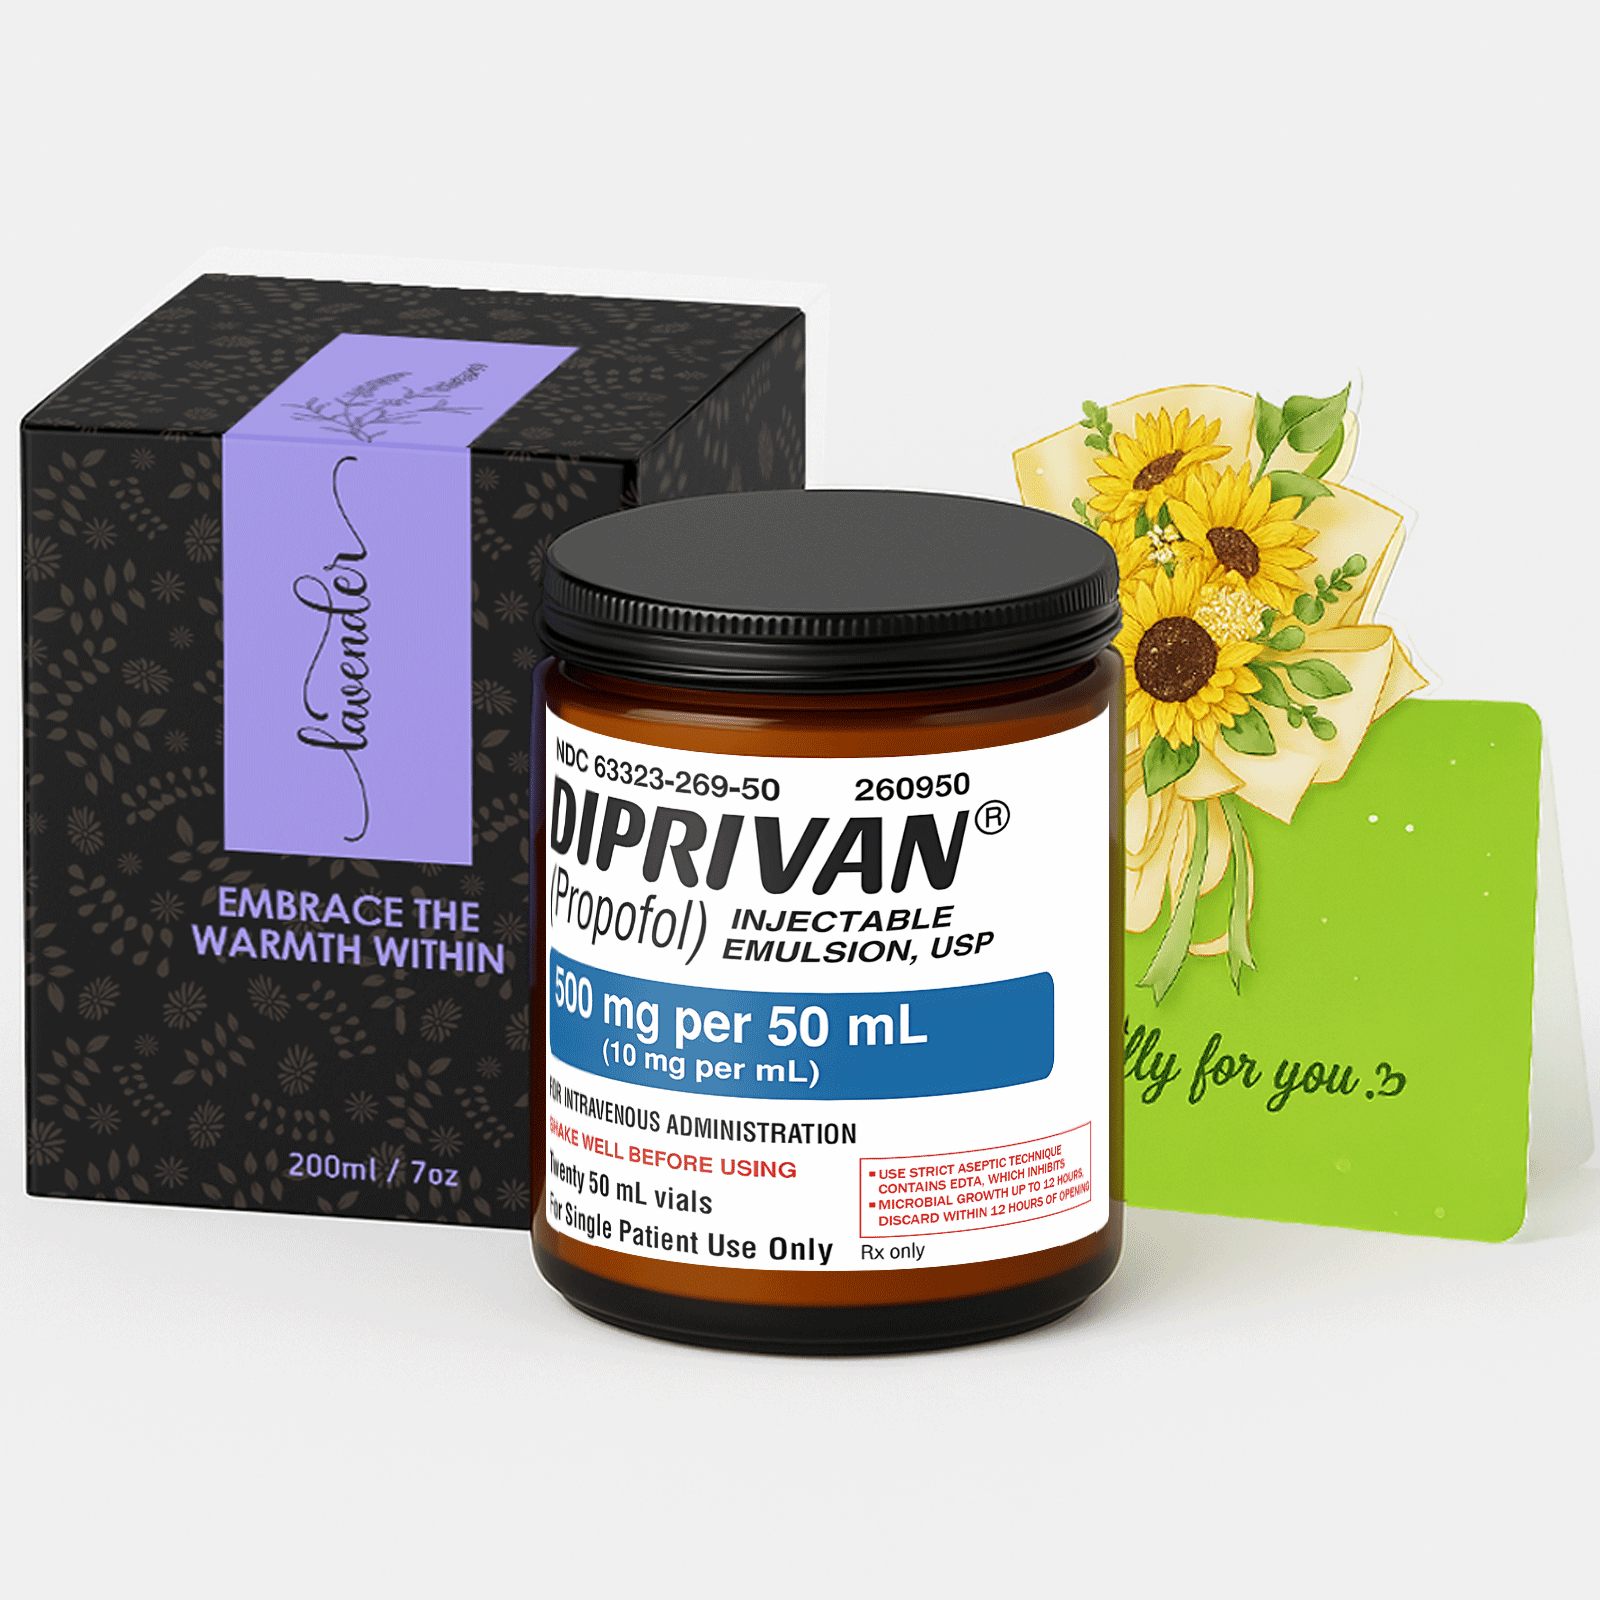 lavender
EMBRACE THE
WARMTH WITHIN
200ml / 7oz
NDC 63323-269-50 260950
DIPRIVAN®
(Propofol) INJECTABLE
EMULSION, USP
500 mg per 50 mL
(10 mg per mL)
FOR INTRAVENOUS ADMINISTRATION
SHAKE WELL BEFORE USING
Twenty 50 mL vials
For Single Patient Use Only
▪ USE STRICT ASEPTIC TECHNIQUE
CONTAINS EDTA, WHICH INHIBITS
▪ MICROBIAL GROWTH UP TO 12 HOURS,
DISCARD WITHIN 12 HOURS OF OPENING
Rx only
for you